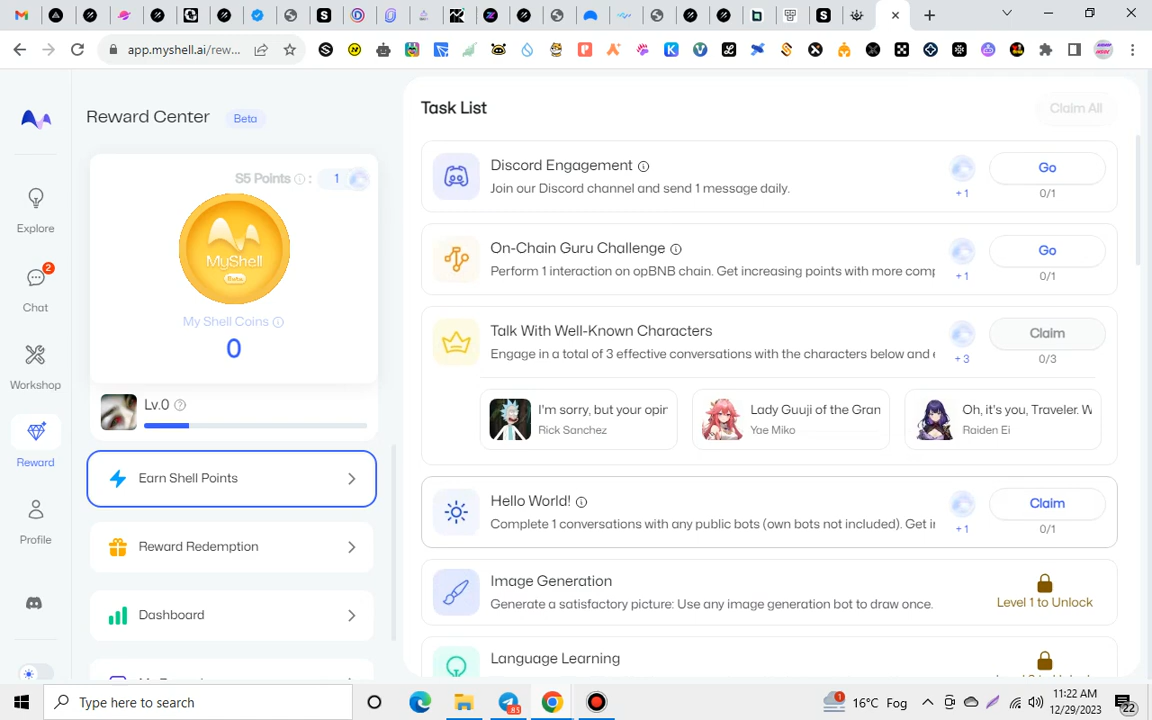 app.myshell.ai/rew...
Reward Center
Beta
S5 Points
:
1
MyShell
Beta
My Shell Coins
0
Lv.0
Earn Shell Points
Reward Redemption
Dashboard
Explore
2
Chat
Workshop
Reward
Profile
Task List
Claim All
Discord Engagement
Join our Discord channel and send 1 message daily.
+ 1
Go
0/1
On-Chain Guru Challenge
Perform 1 interaction on opBNB chain. Get increasing points with more comp
+ 1
Go
0/1
Talk With Well-Known Characters
Engage in a total of 3 effective conversations with the characters below and e
+ 3
Claim
0/3
I'm sorry, but your opir
Rick Sanchez
Lady Guuji of the Gran
Yae Miko
Oh, it's you, Traveler. W
Raiden Ei
Hello World!
Complete 1 conversations with any public bots (own bots not included). Get ir
+ 1
Claim
0/1
Image Generation
Generate a satisfactory picture: Use any image generation bot to draw once.
Level 1 to Unlock
Language Learning
Type here to search
83
1
16°C Fog
11:22 AM
12/29/2023
22